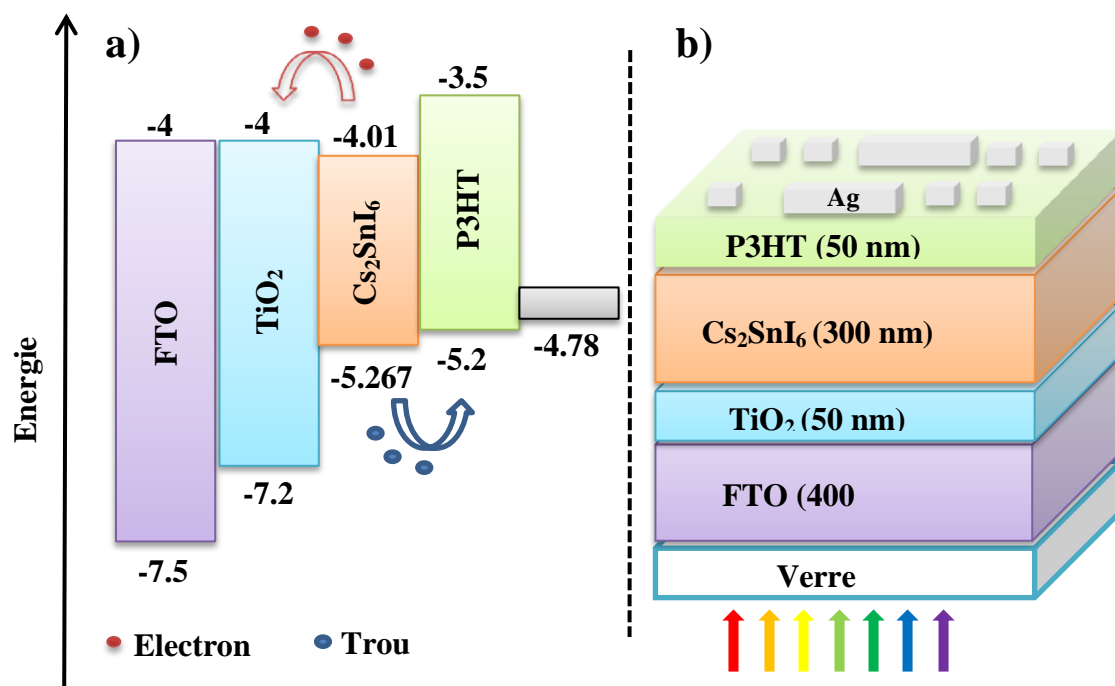 a)
b)
Energie
-4
-4
-4.01
-3.5
FTO
TiO₂
Cs₂SnI₆
P3HT
-7.5
-7.2
-5.267
-5.2
-4.78
Electron
Trou
Ag
P3HT (50 nm)
Cs₂SnI₆ (300 nm)
TiO₂ (50 nm)
FTO (400
Verre